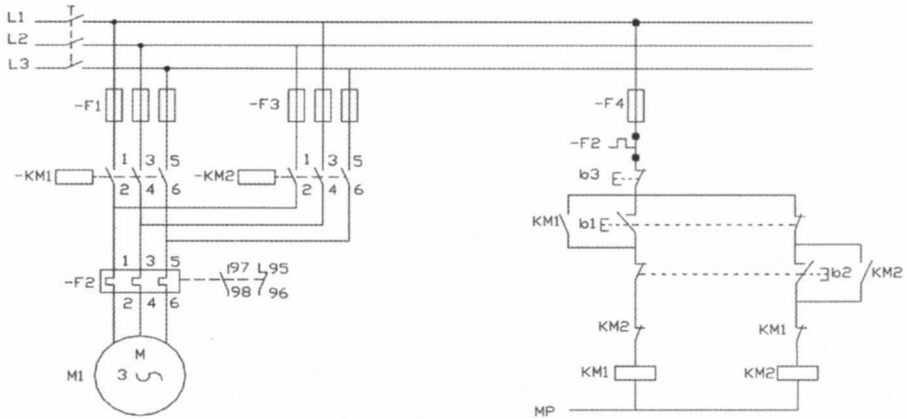 L1 T
L2
L3
-F1 -F3 -F4
-F2
1 3 5 1 3 5
-KM1 -KM2 b3
2 4 6 2 4 6
KM1 b1
1 3 5 97 95
-F2 98 96 b2 KM2
2 4 6
KM2 KM1
M
M1 3 KM1 KM2
MP